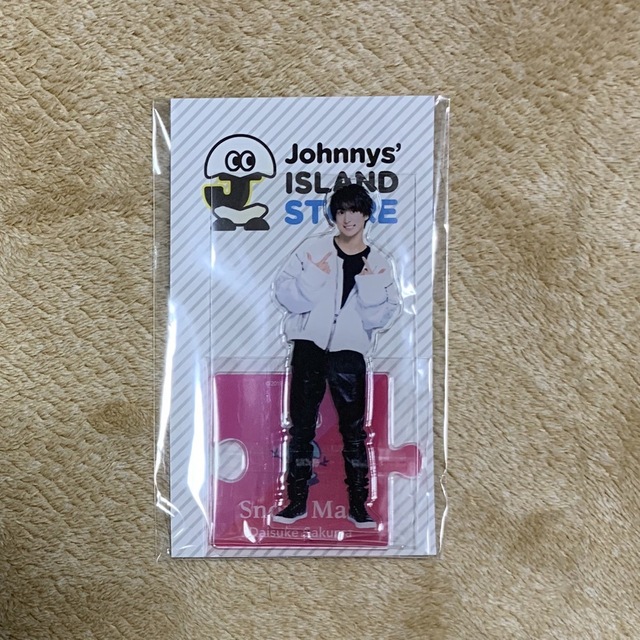 Johnnys'
ISLAND
STORE
Snow Man
Daisuke Sakuma